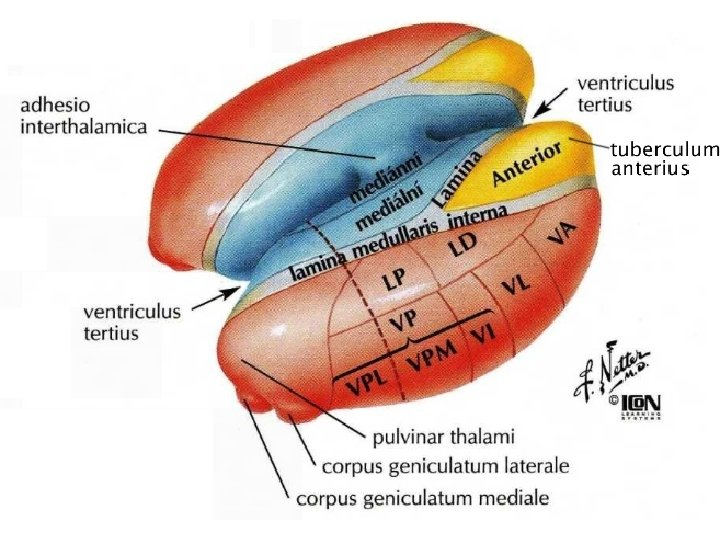 ventriculus
tertius
adhesio
interthalamica
tuberculum
anterius
Anterior
Lamina
mediánní
mediální
lamina medullaris interna
VA
LD
LP
VL
VP
VI
VPM
VPL
ventriculus
tertius
F. Netter
M.D.
© ICON
LEARNING
SYSTEMS
pulvinar thalami
corpus geniculatum laterale
corpus geniculatum mediale